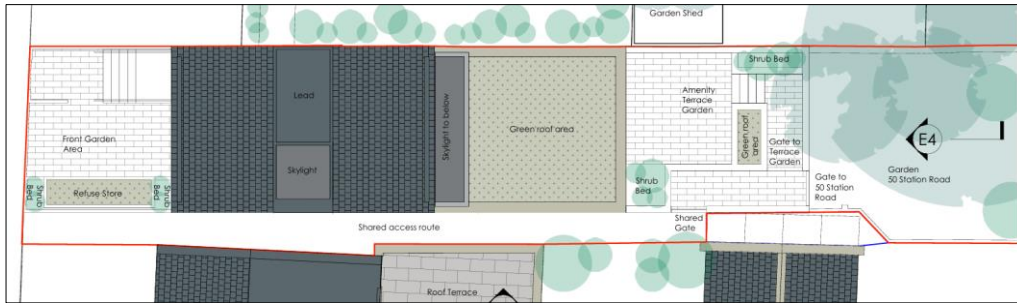 Garden Shed
Shrub Bed
Lead
Skylight
Skylight to below
Green roof area
Amenity
Terrace
Garden
Green roof
area
Gate to
Terrace
Garden
E4
Garden
50 Station Road
Front Garden
Area
Shrub
Bed
Refuse Store
Shrub
Bed
Shrub
Bed
Gate to
50 Station
Road
Shared
Gate
Shared access route
Roof Terrace